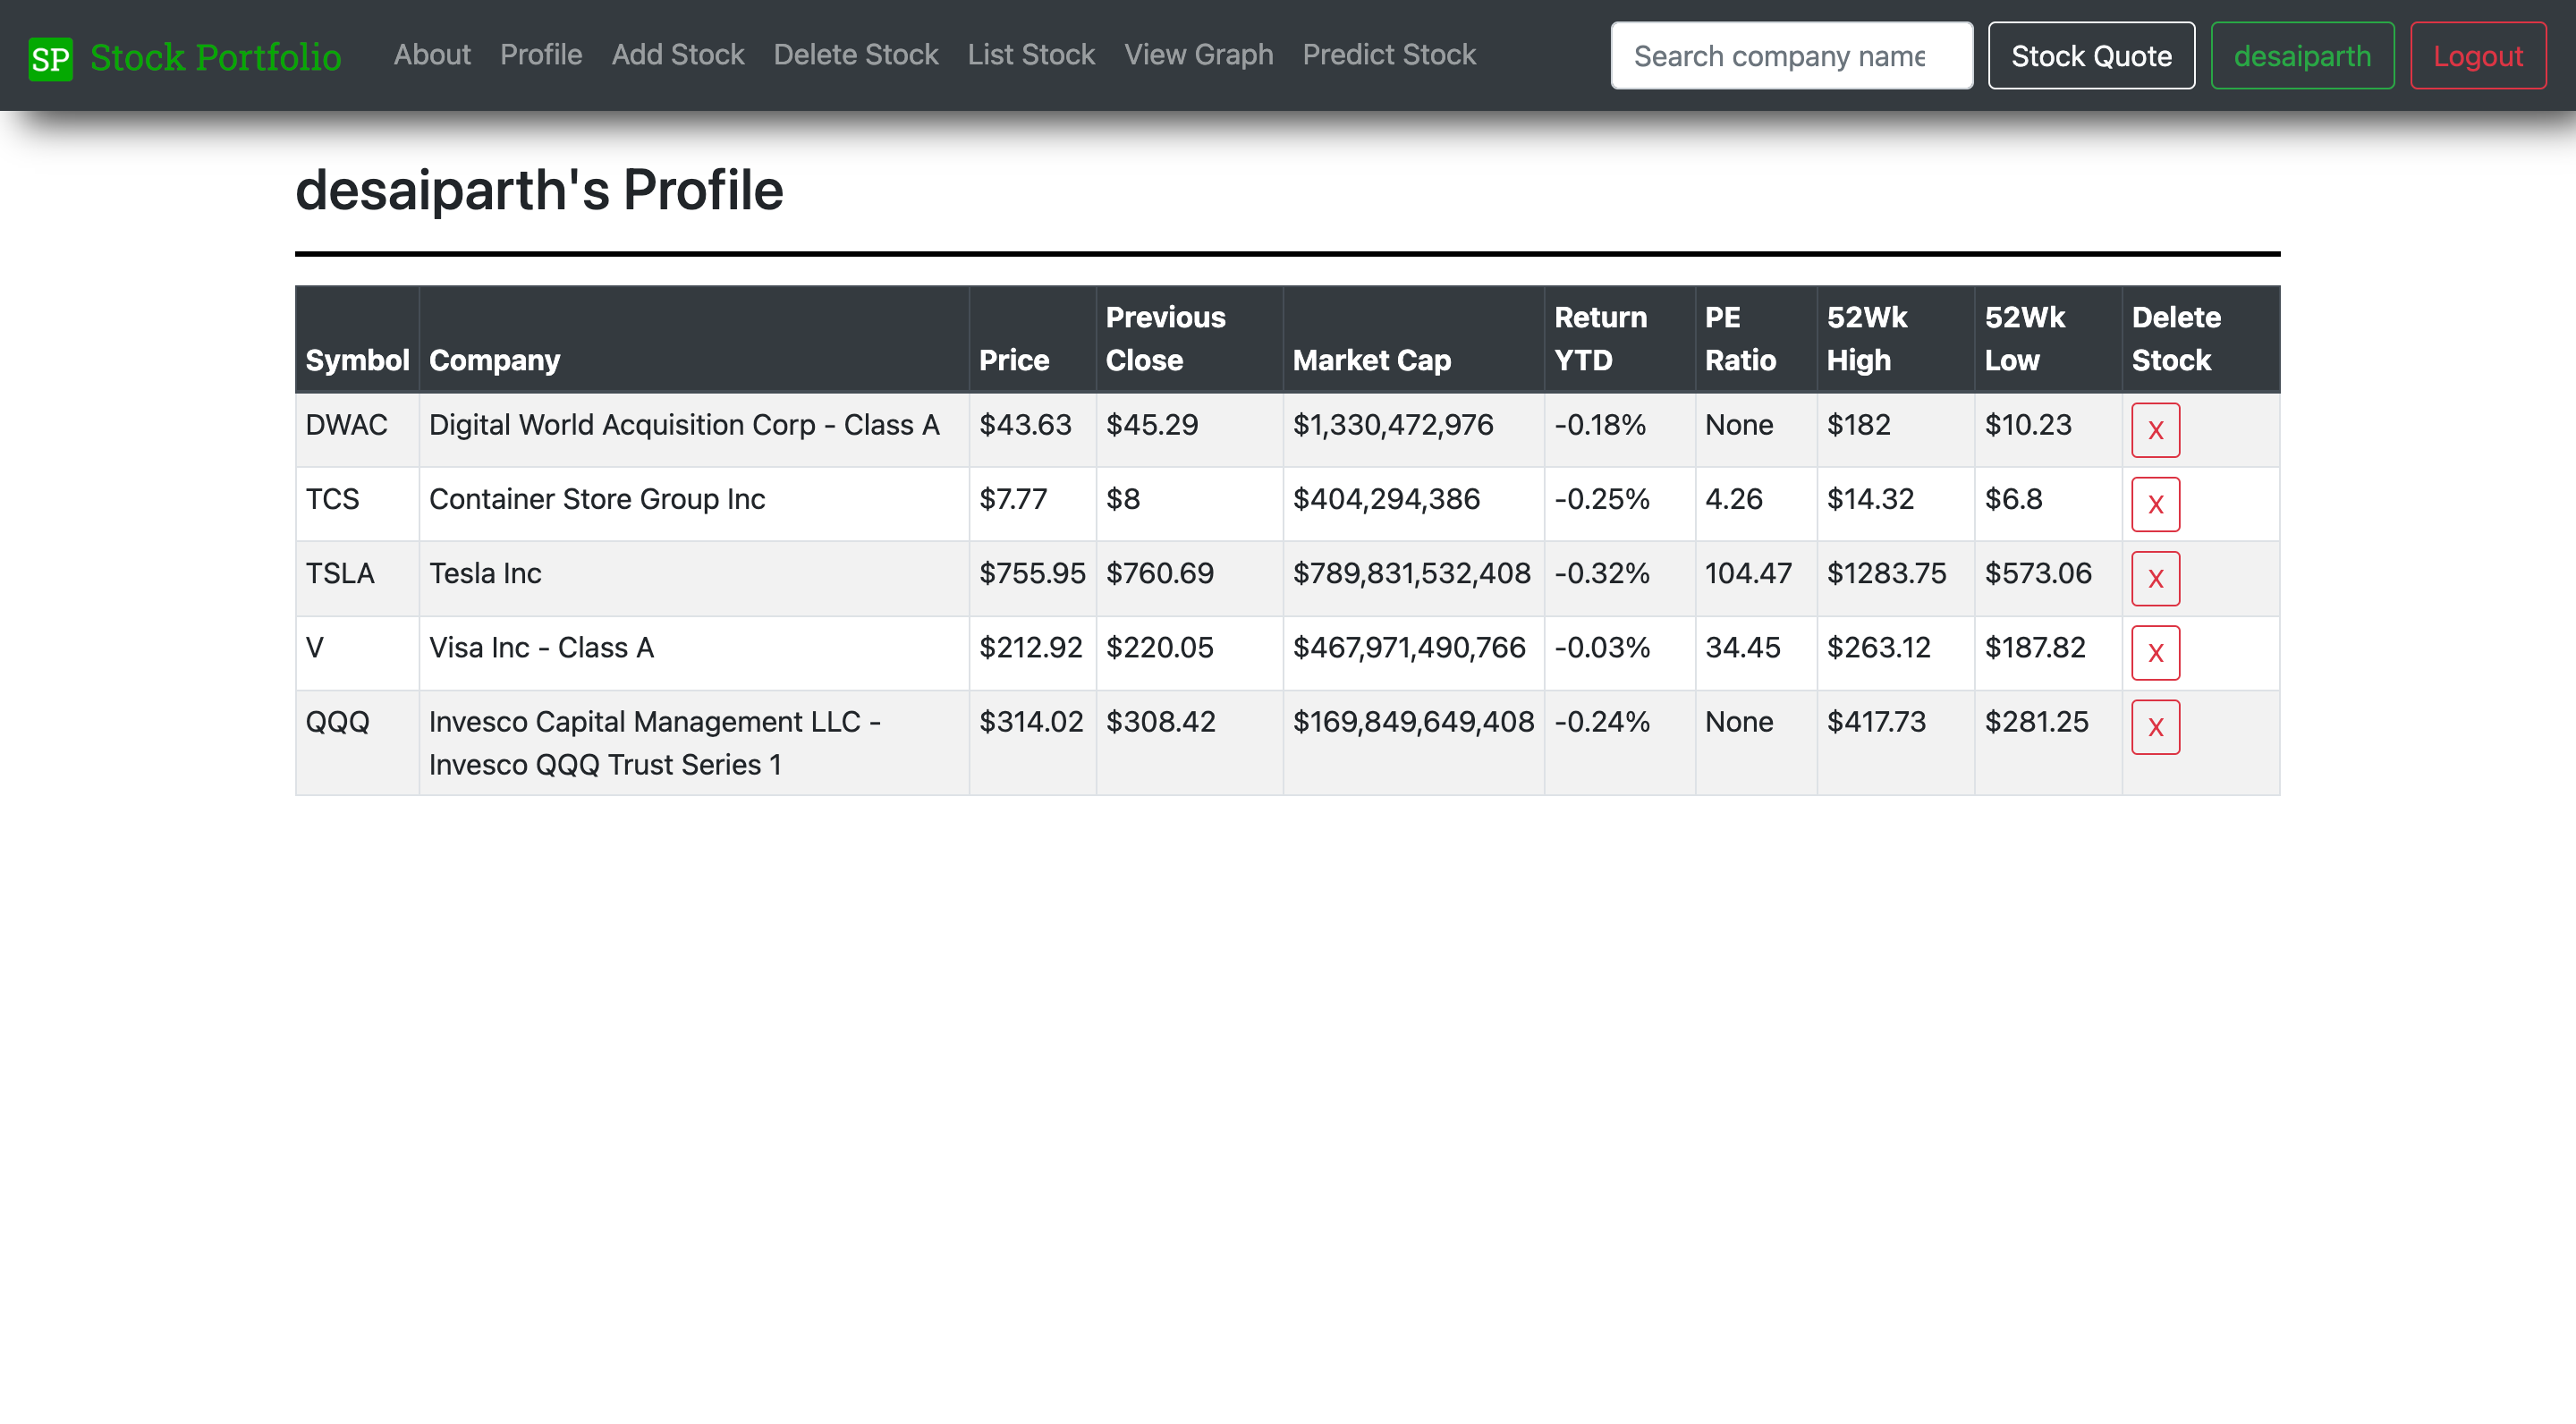 SP Stock Portfolio About Profile Add Stock Delete Stock List Stock View Graph Predict Stock Search company name Stock Quote desaiparth Logout
desaiparth's Profile
Symbol Company Price Previous Close Market Cap Return YTD PE Ratio 52Wk High 52Wk Low Delete Stock
DWAC Digital World Acquisition Corp - Class A $43.63 $45.29 $1,330,472,976 -0.18% None $182 $10.23 X
TCS Container Store Group Inc $7.77 $8 $404,294,386 -0.25% 4.26 $14.32 $6.8 X
TSLA Tesla Inc $755.95 $760.69 $789,831,532,408 -0.32% 104.47 $1283.75 $573.06 X
V Visa Inc - Class A $212.92 $220.05 $467,971,490,766 -0.03% 34.45 $263.12 $187.82 X
QQQ Invesco Capital Management LLC - $314.02 $308.42 $169,849,649,408 -0.24% None $417.73 $281.25 X
Invesco QQQ Trust Series 1